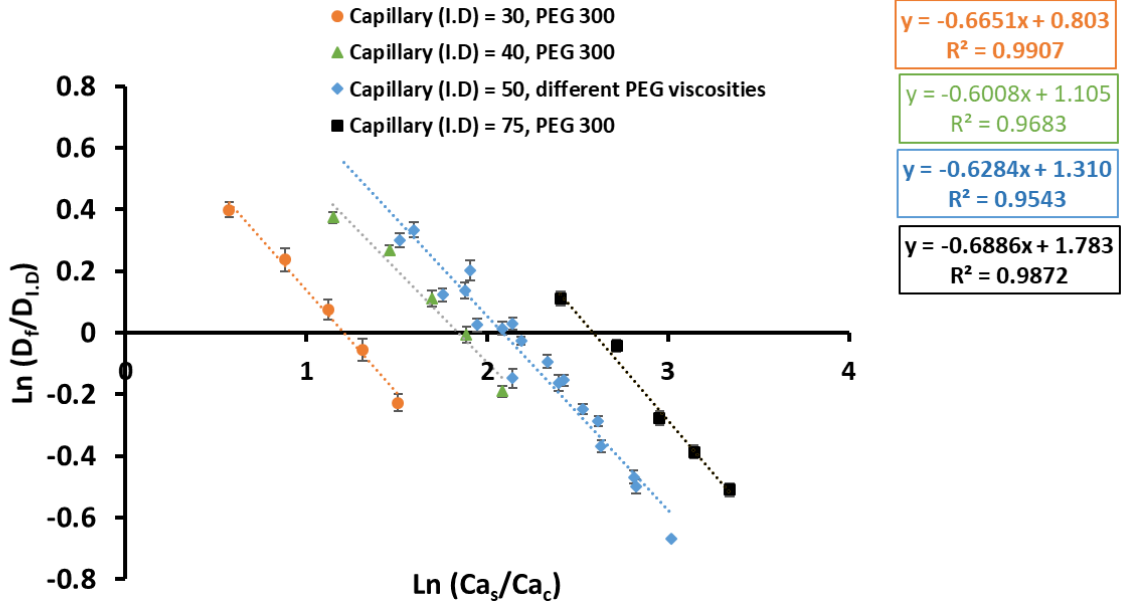 Capillary (I.D) = 30, PEG 300
Capillary (I.D) = 40, PEG 300
Capillary (I.D) = 50, different PEG viscosities
Capillary (I.D) = 75, PEG 300
y = -0.6651x + 0.803
R² = 0.9907
y = -0.6008x + 1.105
R² = 0.9683
y = -0.6284x + 1.310
R² = 0.9543
y = -0.6886x + 1.783
R² = 0.9872
Ln (D_f/D_I.D)
0.8
0.6
0.4
0.2
0
-0.2
-0.4
-0.6
-0.8
0 1 2 3 4
Ln (Ca_s/Ca_c)